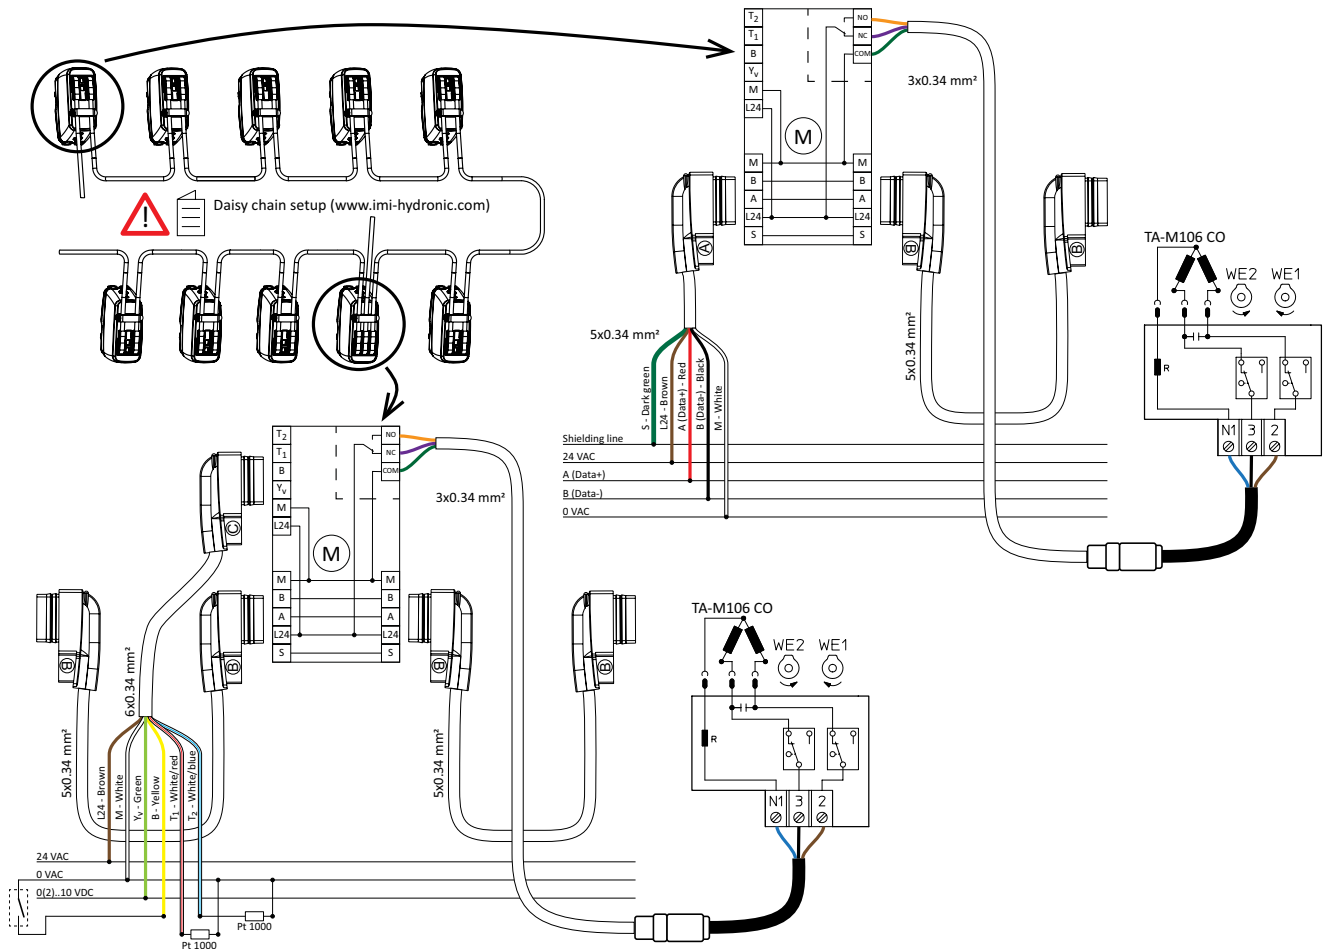 T2
T1
B
Yv
M
L24
NO
NC
COM
3x0.34 mm²
M
M
B
A
L24
S
M
B
A
L24
S
Daisy chain setup (www.imi-hydronic.com)
A
B
B
5x0.34 mm²
5x0.34 mm²
S - Dark green
L24 - Brown
A (Data+) - Red
B (Data-) - Black
M - White
Shielding line
24 VAC
A (Data+)
B (Data-)
0 VAC
TA-M106 CO
WE2
WE1
R
N1
3
2
T2
T1
B
Yv
M
L24
NO
NC
COM
3x0.34 mm²
M
M
B
A
L24
S
M
B
A
L24
S
C
B
B
B
B
6x0.34 mm²
5x0.34 mm²
5x0.34 mm²
L24 - Brown
M - White
Yv - Green
B - Yellow
T1 - White/red
T2 - White/blue
24 VAC
0 VAC
0(2)..10 VDC
Pt 1000
Pt 1000
TA-M106 CO
WE2
WE1
R
N1
3
2